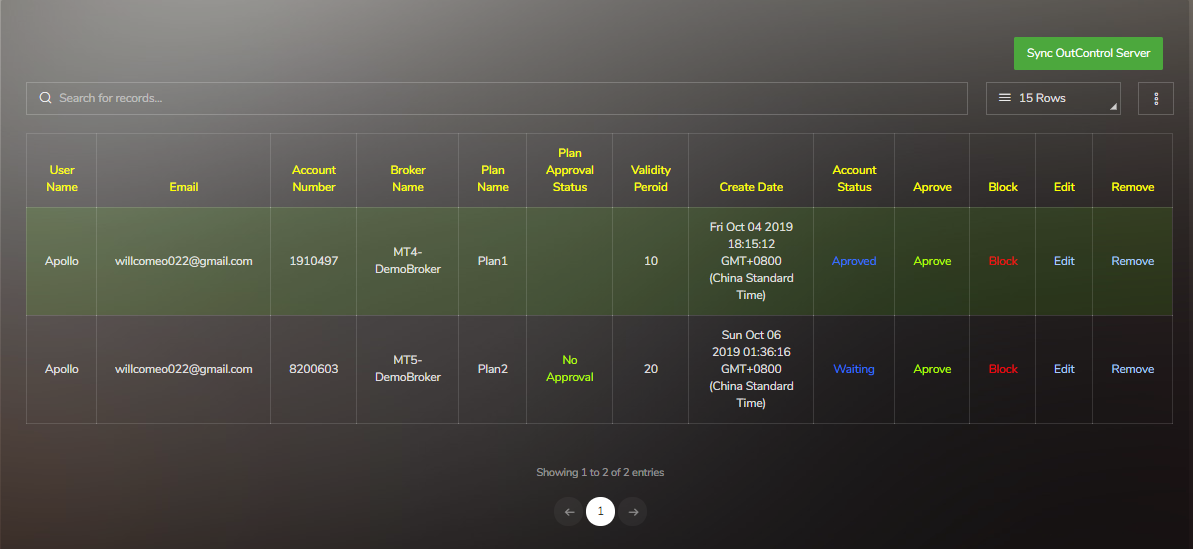 Sync OutControl Server
Search for records...
15 Rows
User Name
Email
Account Number
Broker Name
Plan Name
Plan Approval Status
Validity Peroid
Create Date
Account Status
Aprove
Block
Edit
Remove
Apollo
willcomeo022@gmail.com
1910497
MT4-
DemoBroker
Plan1
10
Fri Oct 04 2019
18:15:12
GMT+0800
(China Standard
Time)
Aproved
Aprove
Block
Edit
Remove
Apollo
willcomeo022@gmail.com
8200603
MT5-
DemoBroker
Plan2
No
Approval
20
Sun Oct 06
2019 01:36:16
GMT+0800
(China Standard
Time)
Waiting
Aprove
Block
Edit
Remove
Showing 1 to 2 of 2 entries
1